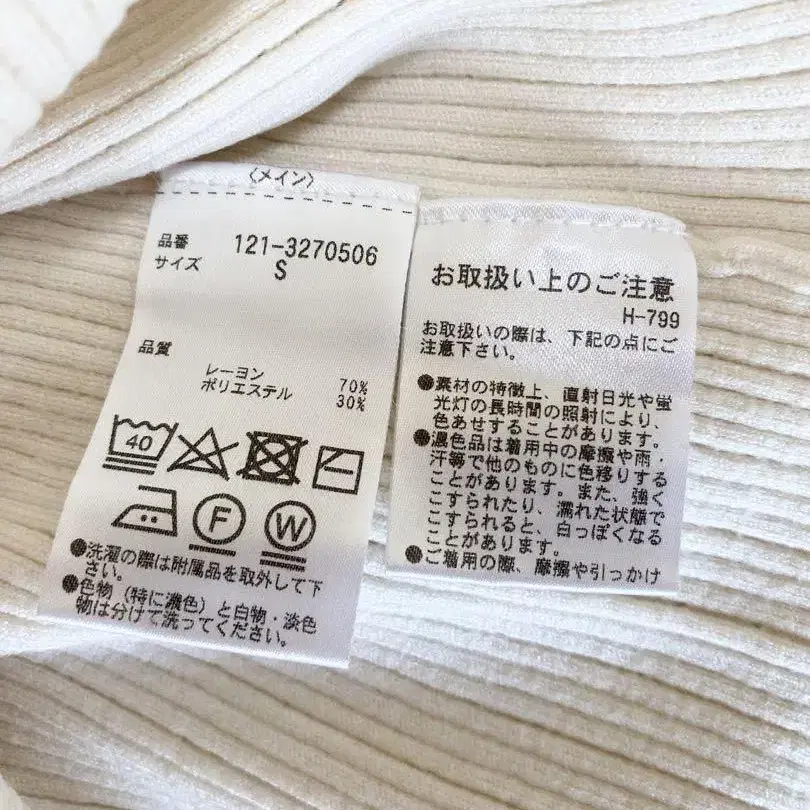 〈メイン〉
品番 121-3270506
サイズ S
品質
レーヨン 70%
ポリエステル 30%
40
F W
●洗濯の際は附属品を取外して下
さい。
●色物（特に濃色）と白物・淡色
物は分けて洗ってください。
お取扱い上のご注意
H-799
お取扱いの際は、下記の点にご
注意下さい。
●素材の特徴上、直射日光や蛍
光灯の長時間の照射により、
色あせすることがあります。
●濃色品は着用中の摩擦や雨・
汗等で他のものに色移りする
ことがあります。また、強く
こすられたり、濡れた状態で
こすられると、白っぽくなる
ことがあります。
●ご着用の際、摩擦や引っかけ